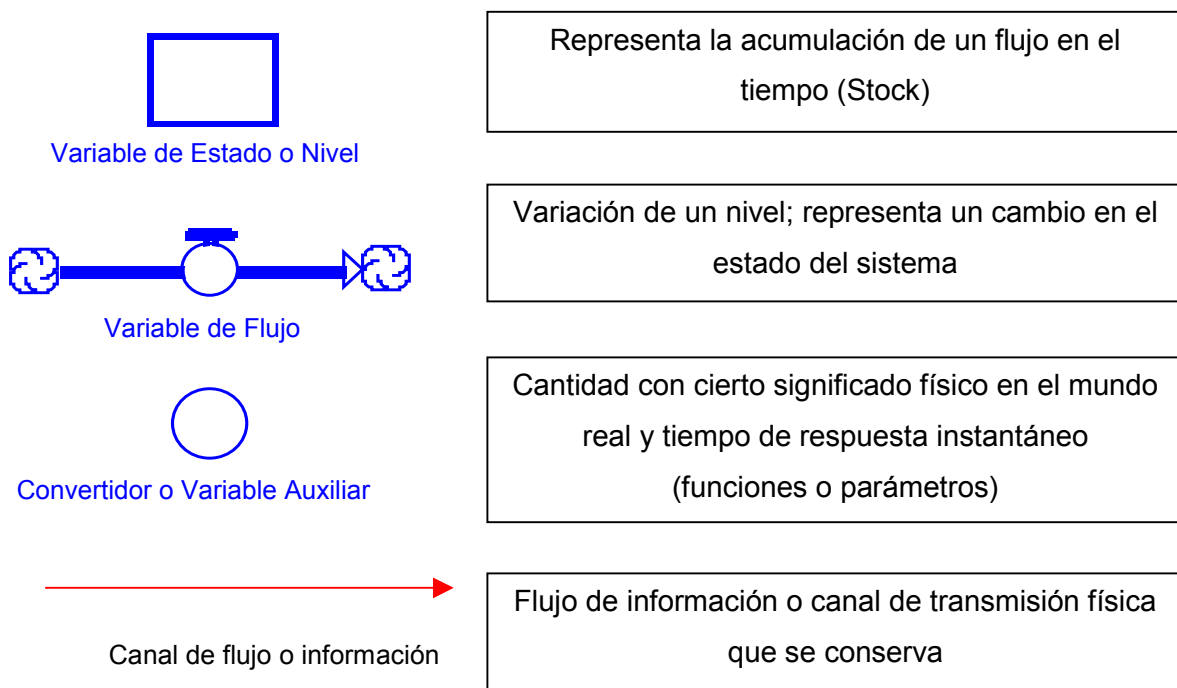 Representa la acumulación de un flujo en el
tiempo (Stock)
Variable de Estado o Nivel
Variación de un nivel; representa un cambio en el
estado del sistema
Variable de Flujo
Cantidad con cierto significado físico en el mundo
real y tiempo de respuesta instantáneo
(funciones o parámetros)
Convertidor o Variable Auxiliar
Flujo de información o canal de transmisión física
que se conserva
Canal de flujo o información